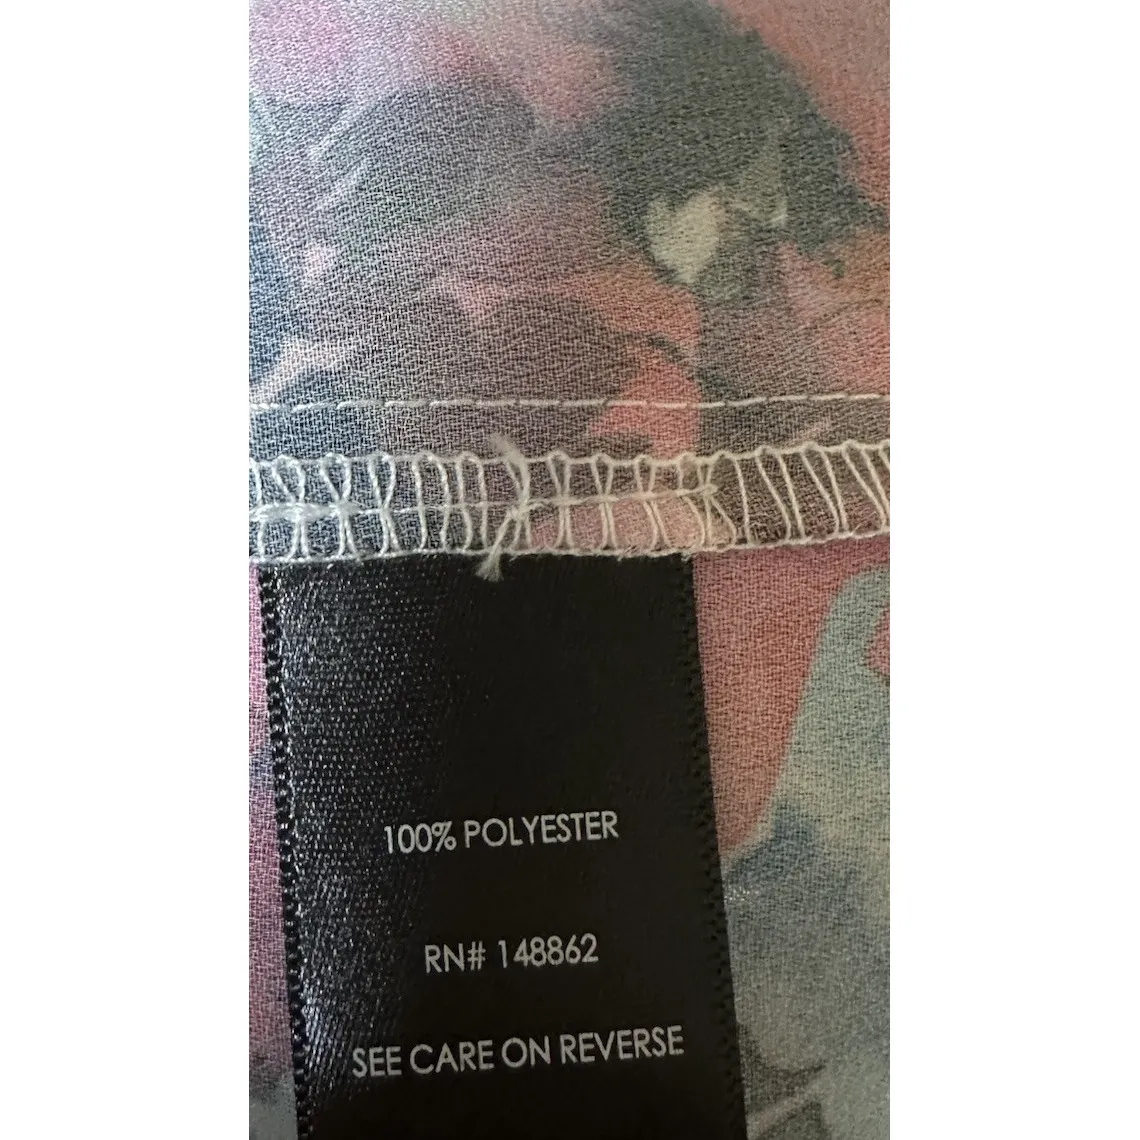 100% POLYESTER
RN# 148862
SEE CARE ON REVERSE